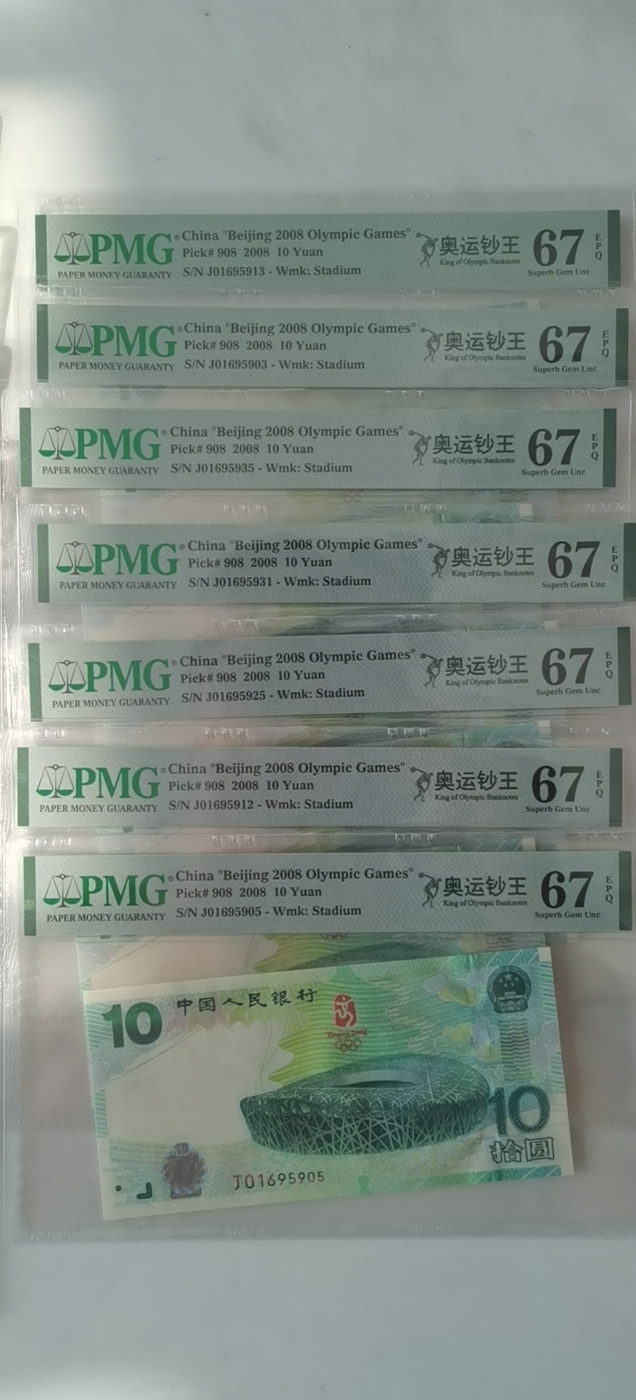 PMG China "Beijing 2008 Olympic Games" 奥运钞王 67 EPQ
Pick# 908 2008 10 Yuan King of Olympic Banknotes
PAPER MONEY GUARANTY S/N J01695913 - Wmk: Stadium Superb Gem Unc
PMG China "Beijing 2008 Olympic Games" 奥运钞王 67 EPQ
Pick# 908 2008 10 Yuan King of Olympic Banknotes
PAPER MONEY GUARANTY S/N J01695903 - Wmk: Stadium Superb Gem Unc
PMG China "Beijing 2008 Olympic Games" 奥运钞王 67 EPQ
Pick# 908 2008 10 Yuan King of Olympic Banknotes
PAPER MONEY GUARANTY S/N J01695935 - Wmk: Stadium Superb Gem Unc
PMG China "Beijing 2008 Olympic Games" 奥运钞王 67 EPQ
Pick# 908 2008 10 Yuan King of Olympic Banknotes
PAPER MONEY GUARANTY S/N J01695931 - Wmk: Stadium Superb Gem Unc
PMG China "Beijing 2008 Olympic Games" 奥运钞王 67 EPQ
Pick# 908 2008 10 Yuan King of Olympic Banknotes
PAPER MONEY GUARANTY S/N J01695925 - Wmk: Stadium Superb Gem Unc
PMG China "Beijing 2008 Olympic Games" 奥运钞王 67 EPQ
Pick# 908 2008 10 Yuan King of Olympic Banknotes
PAPER MONEY GUARANTY S/N J01695912 - Wmk: Stadium Superb Gem Unc
PMG China "Beijing 2008 Olympic Games" 奥运钞王 67 EPQ
Pick# 908 2008 10 Yuan King of Olympic Banknotes
PAPER MONEY GUARANTY S/N J01695905 - Wmk: Stadium Superb Gem Unc
10 中国人民银行
Beijing 2008
10
拾圆
J01695905